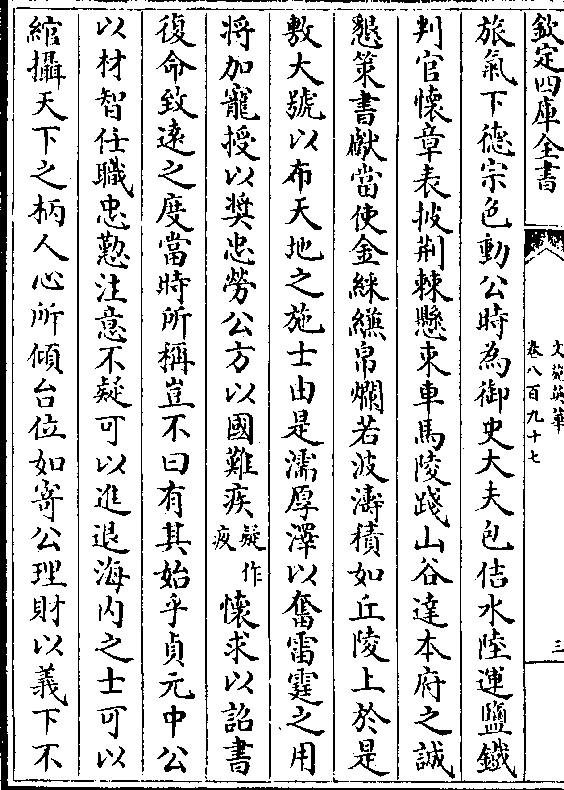 欽定四庫全書
文苑英華
卷八百九十七
三
旅氣下德宗色動公時為御史大夫包佶水陸運鹽鐵
判官懷章表披荆棘懸束車馬陵踐山谷達本府之誠
懇策書獻當使金綵纁帛爛若波濤積如丘陵上於是
敷大號以布天地之施士由是濡厚澤以奮雷霆之用
將加寵授以奬忠勞公方以國難疾疑作疚懷求以詔書
復命致遠之度當時所稱豈不曰有其始乎貞元中公
以材智任職忠懃注意不疑可以進退海内之士可以
綰攝天下之柄人心所傾台位如寄公理財以義下不